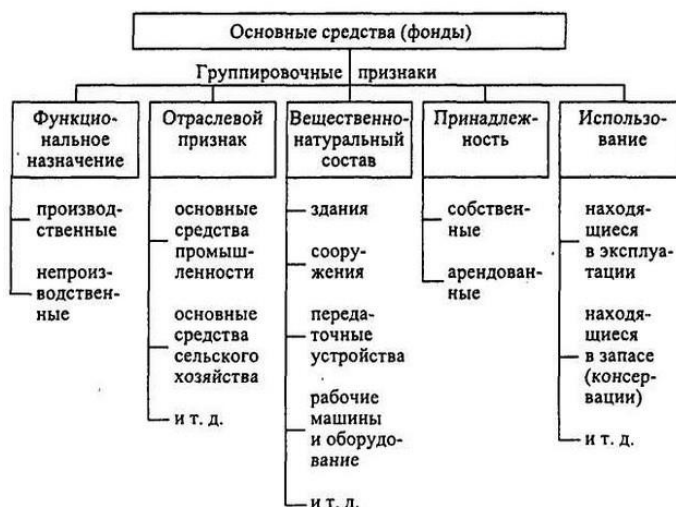 Основные средства (фонды)
Группировочные признаки
Функцио-
нальное
назначение
производ-
ственные
непроиз-
водствен-
ные
Отраслевой
признак
основные
средства
промыш-
ленности
основные
средства
сельского
хозяйства
и т. д.
Вещественно-
натуральный
состав
здания
соору-
жения
переда-
точные
устройства
рабочие
машины
и оборудо-
вание
и т. д.
Принадлеж-
ность
собствен-
ные
арендован-
ные
Использо-
вание
находя-
щиеся
в эксплуа-
тации
находя-
щиеся
в запасе
(консер-
вации)
и т. д.